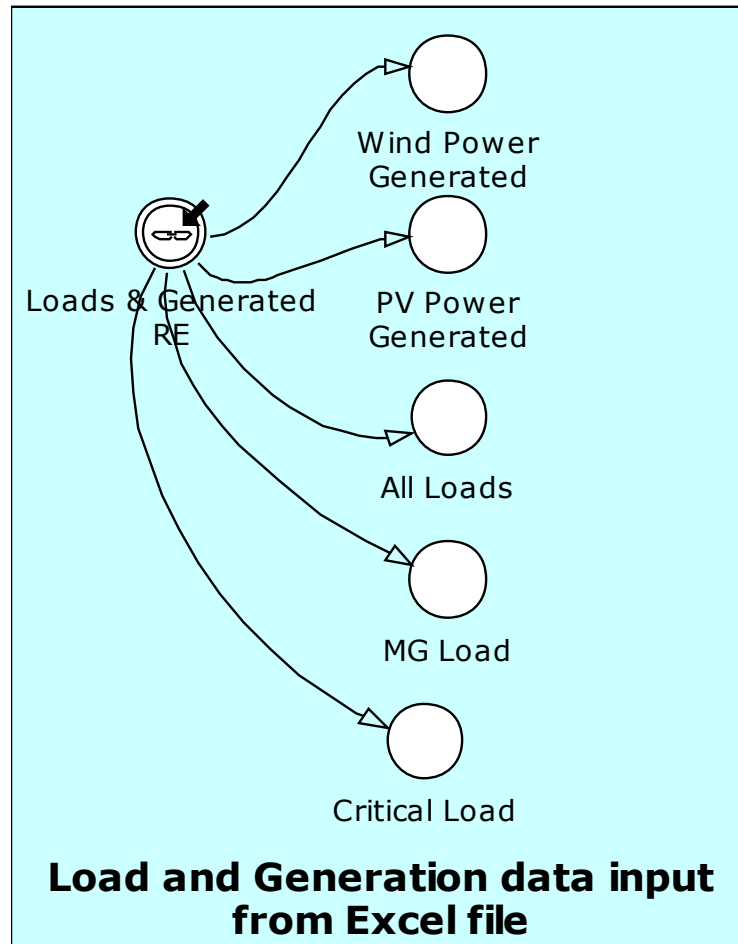 Wind Power
Generated
Loads & Generated
RE
PV Power
Generated
All Loads
MG Load
Critical Load
Load and Generation data input
from Excel file